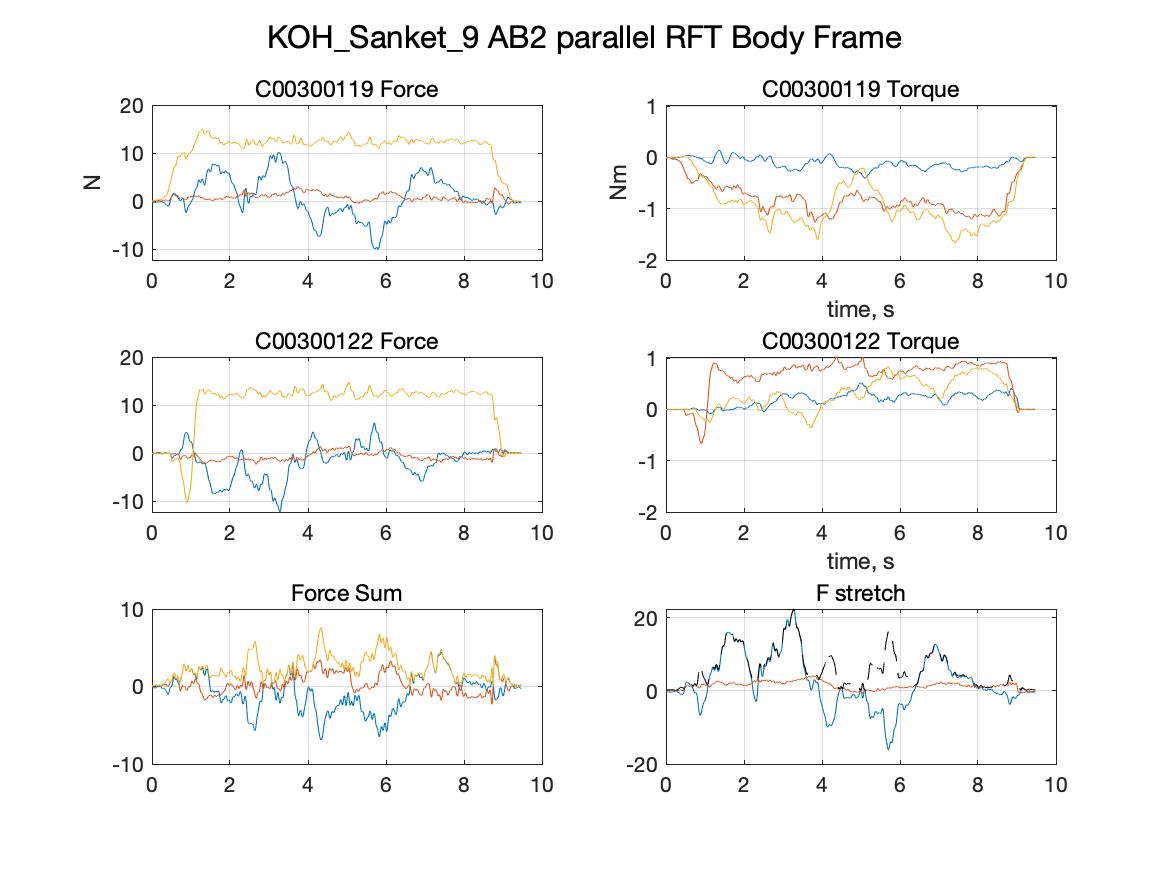 KOH_Sanket_9 AB2 parallel RFT Body Frame
C00300119 Force
20
10
0
-10
N
0 2 4 6 8 10
C00300119 Torque
1
0
-1
-2
Nm
0 2 4 6 8 10
time, s
C00300122 Force
20
10
0
-10
0 2 4 6 8 10
C00300122 Torque
1
0
-1
-2
0 2 4 6 8 10
time, s
Force Sum
10
0
-10
0 2 4 6 8 10
F stretch
20
0
-20
0 2 4 6 8 10